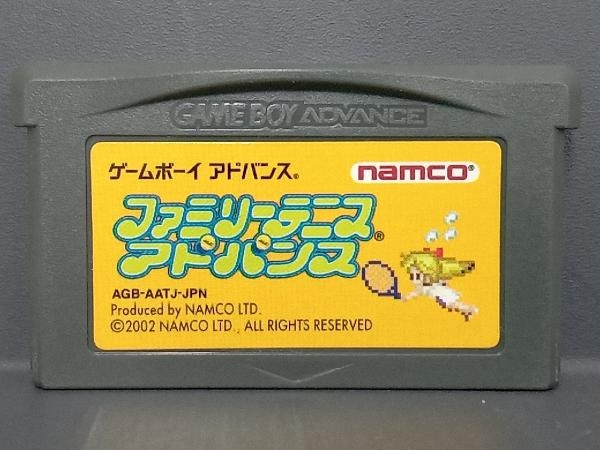 GAME BOY ADVANCE
ゲームボーイ アドバンス®
namco®
ファミリーテニス
アドバンス®
AGB-AATJ-JPN
Produced by NAMCO LTD.
©2002 NAMCO LTD., ALL RIGHTS RESERVED